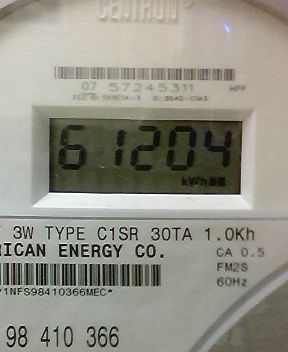 CENTRON®
07 57245311
61204
kWh
3W TYPE C1SR 30TA 1.0Kh
RICAN ENERGY CO.
CA 0.5
FM2S
60Hz
*1NFS98410366MEC*
98 410 366